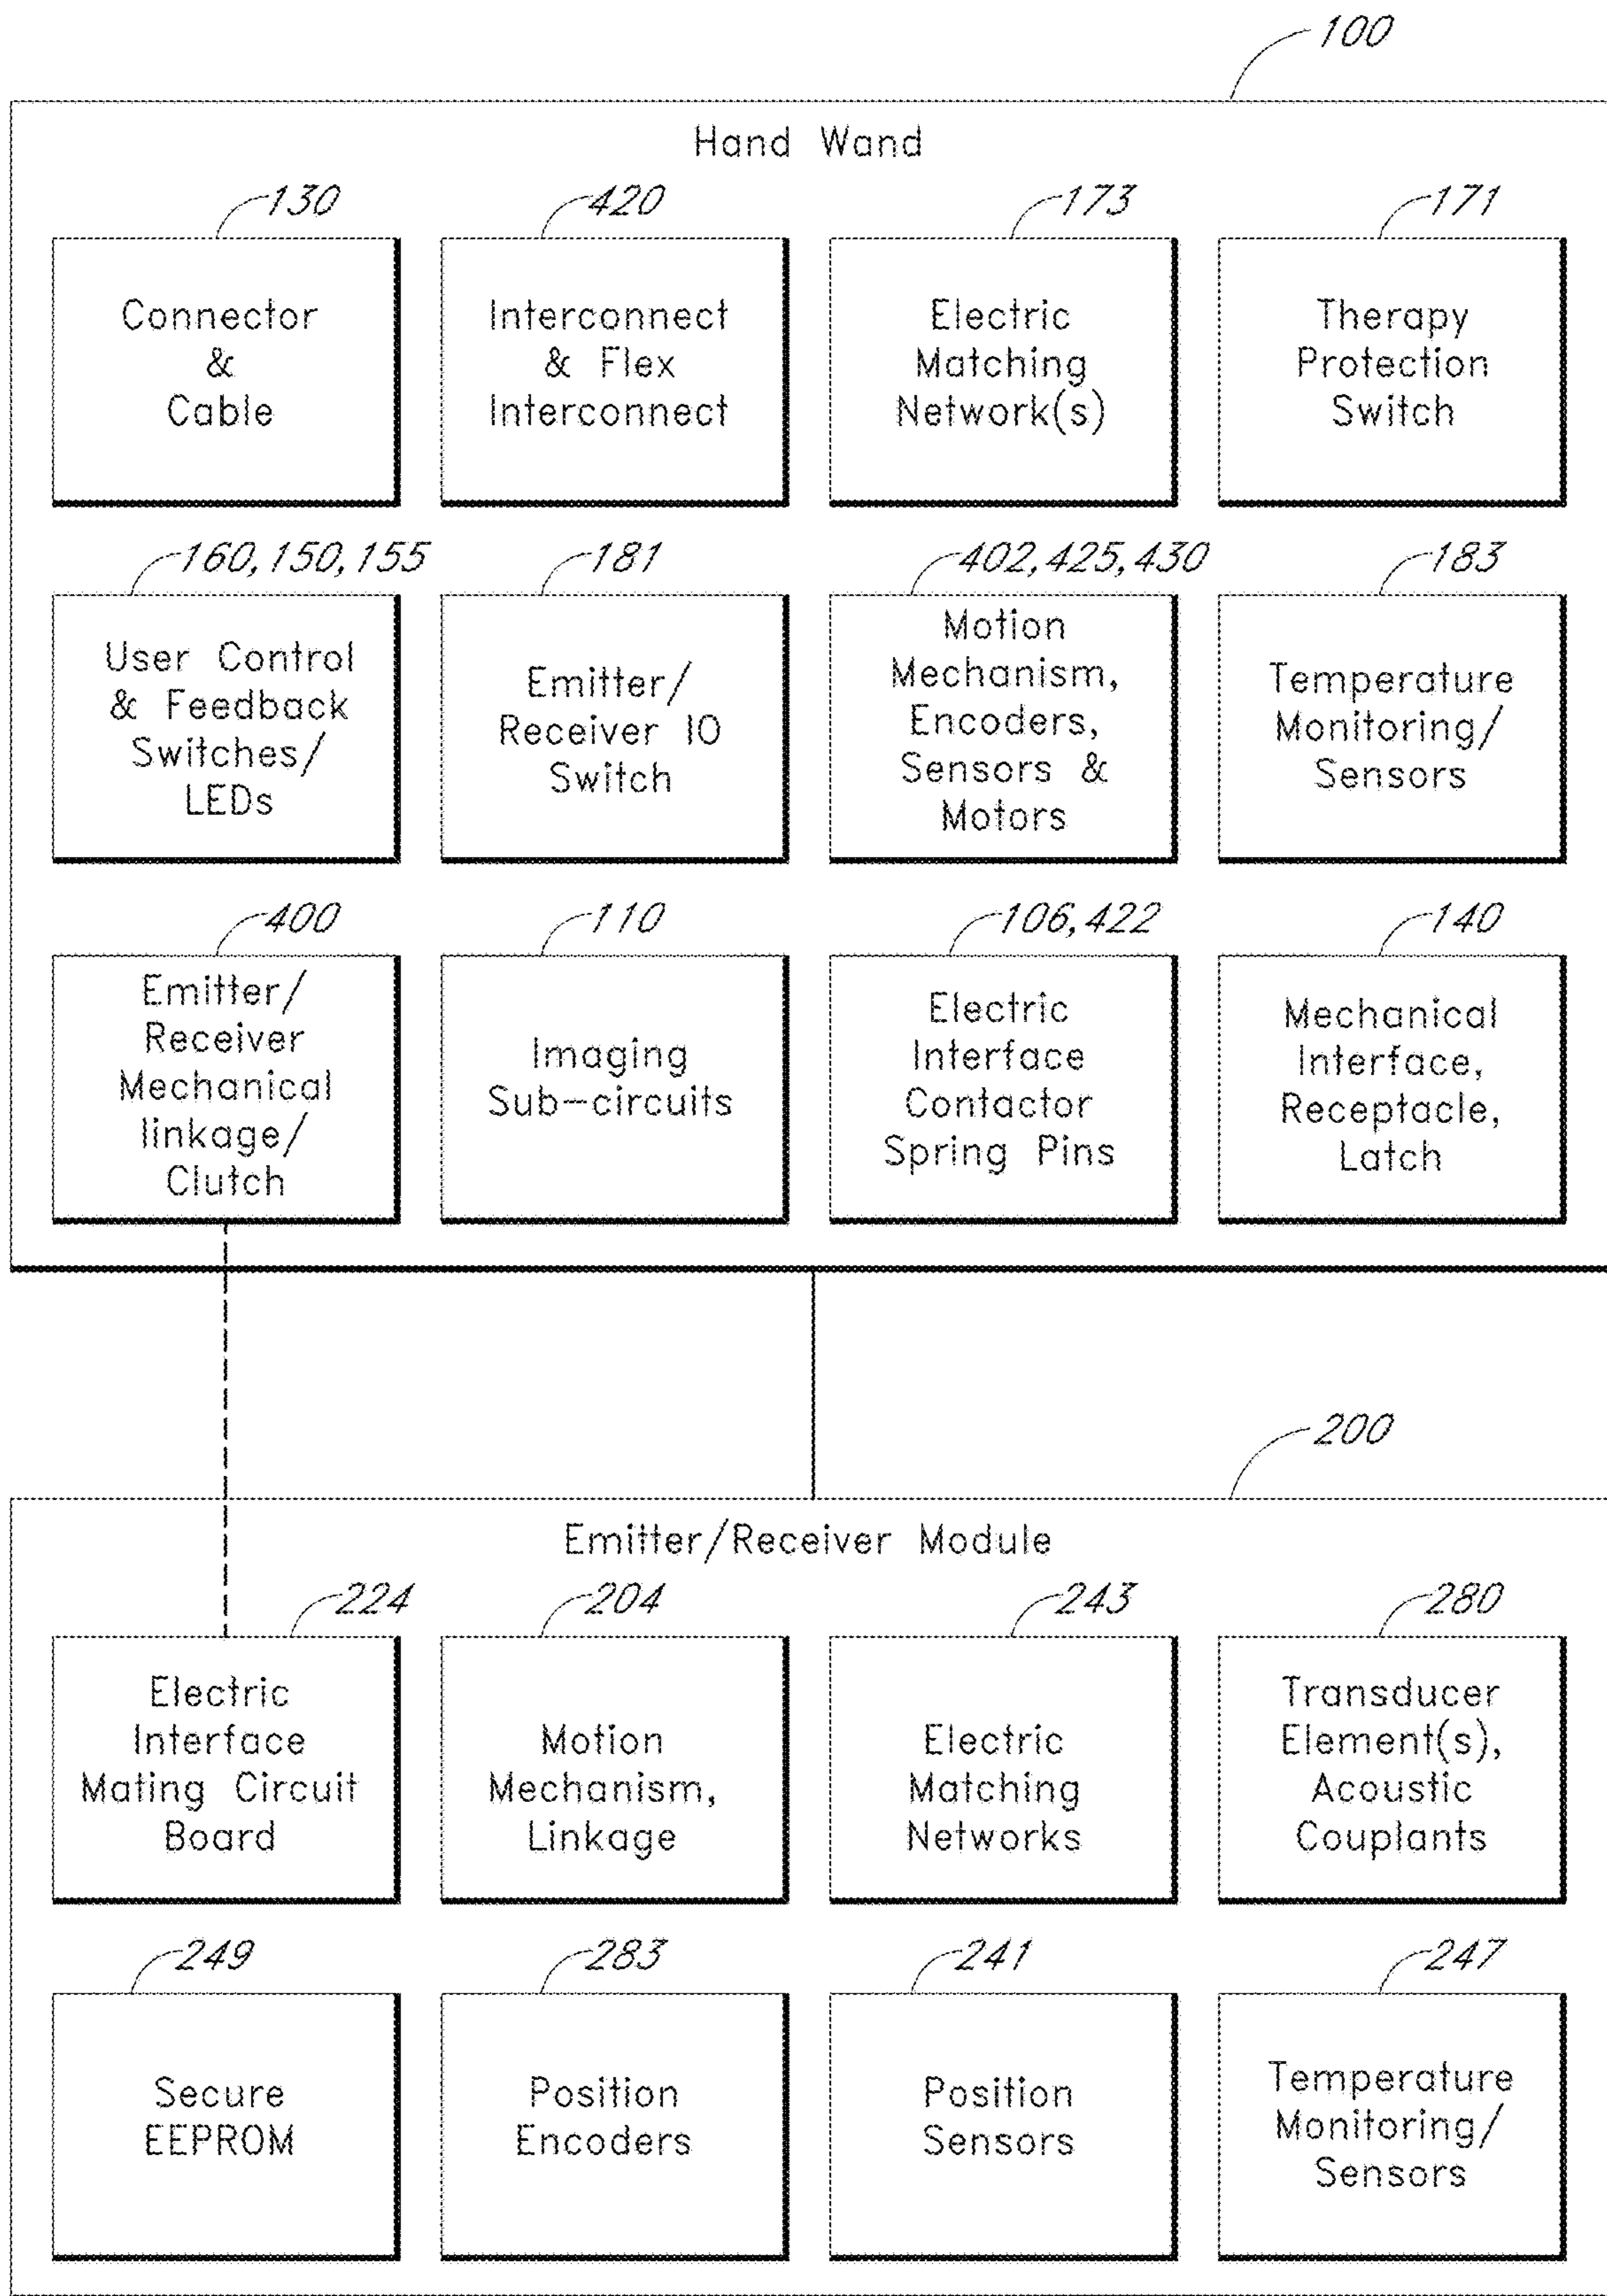 100
Hand Wand
130
420
173
171
Connector
&
Cable
Interconnect
& Flex
Interconnect
Electric
Matching
Network(s)
Therapy
Protection
Switch
160,150,155
181
402,425,430
183
User Control
& Feedback
Switches/
LEDs
Emitter/
Receiver IO
Switch
Motion
Mechanism,
Encoders,
Sensors &
Motors
Temperature
Monitoring/
Sensors
400
110
106,422
140
Emitter/
Receiver
Mechanical
linkage/
Clutch
Imaging
Sub-circuits
Electric
Interface
Contactor
Spring Pins
Mechanical
Interface,
Receptacle,
Latch
200
Emitter/Receiver Module
224
204
243
280
Electric
Interface
Mating Circuit
Board
Motion
Mechanism,
Linkage
Electric
Matching
Networks
Transducer
Element(s),
Acoustic
Couplants
249
283
241
247
Secure
EEPROM
Position
Encoders
Position
Sensors
Temperature
Monitoring/
Sensors